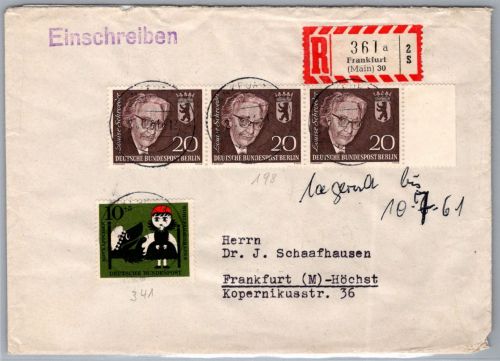 Einschreiben
R
361 a
Frankfurt
(Main) 30
2
S
Louise Schroeder
20
DEUTSCHE BUNDESPOST BERLIN
Louise Schroeder
20
DEUTSCHE BUNDESPOST BERLIN
Louise Schroeder
20
DEUTSCHE BUNDESPOST BERLIN
198
lagernd bis
10-7-61
10+5
DEUTSCHE BUNDESPOST
341
Herrn
Dr. J. Schaafhausen
Frankfurt (M)-Höchst
Kopernikusstr. 36